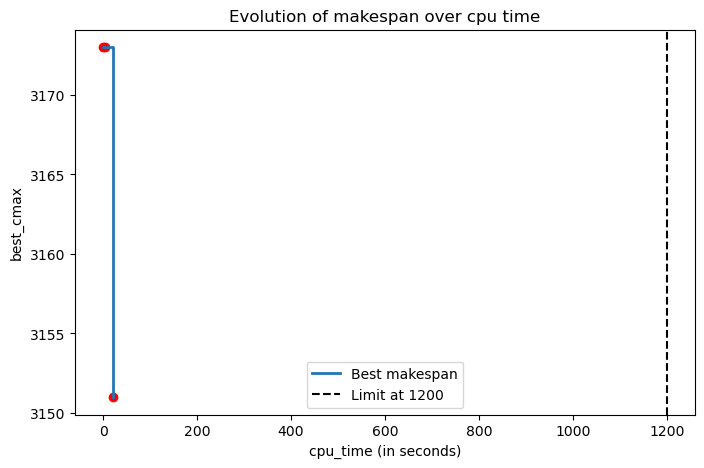 Evolution of makespan over cpu time
best_cmax
3170
3165
3160
3155
3150
Best makespan
Limit at 1200
0
200
400
600
800
1000
1200
cpu_time (in seconds)